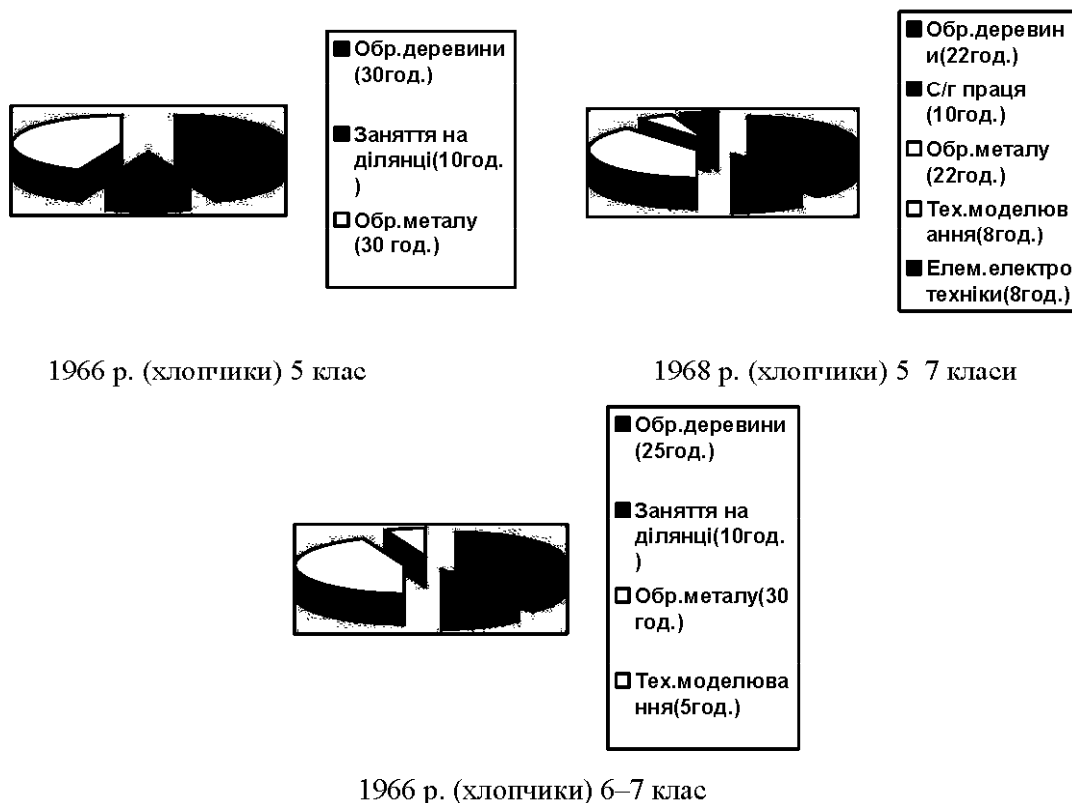 Обр.деревини
(30год.)
Заняття на
ділянці(10год.
)
Обр.металу
(30 год.)
Обр.деревин
и(22год.)
С/г праця
(10год.)
Обр.металу
(22год.)
Тех.моделюв
ання(8год.)
Елем.електро
техніки(8год.)
1966 р. (хлопчики) 5 клас
1968 р. (хлопчики) 5 7 класи
Обр.деревини
(25год.)
Заняття на
ділянці(10год.
)
Обр.металу(30
год.)
Тех.моделюва
ння(5год.)
1966 р. (хлопчики) 6–7 клас